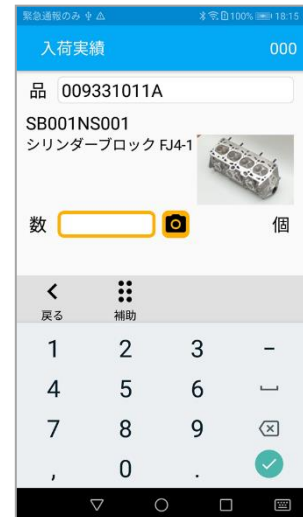 緊急通報のみ 100% 18:15
入荷実績 000
品 009331011A
SB001NS001
シリンダーブロック FJ4-1
数 個
戻る 補助
1 2 3 −
4 5 6
7 8 9
, 0 .